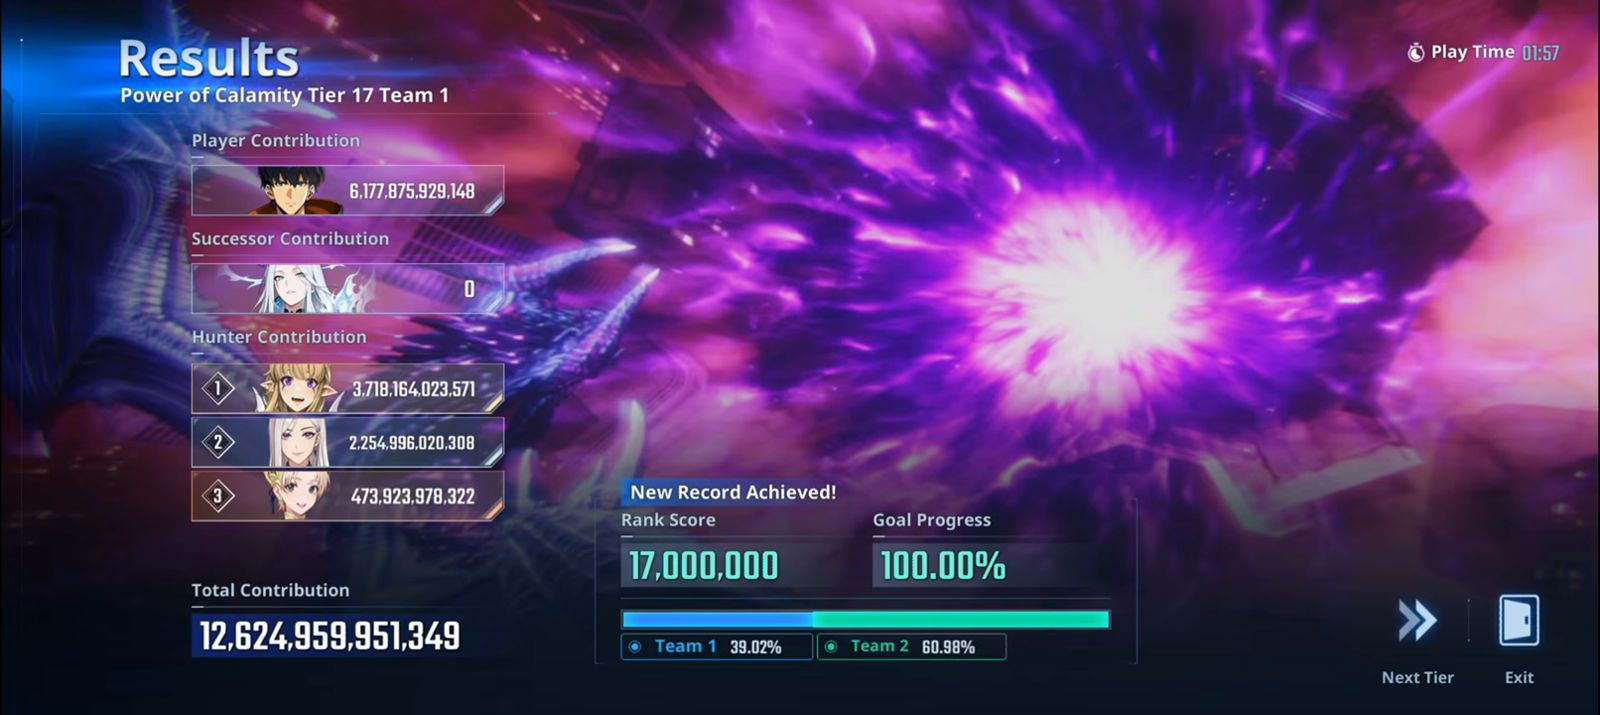 Results
Power of Calamity Tier 17 Team 1
Play Time 01:57
Player Contribution
6,177,875,929,148
Successor Contribution
0
Hunter Contribution
1 3,718,164,023,571
2 2,254,996,020,308
3 473,923,978,322
Total Contribution
12,624,959,951,349
New Record Achieved!
Rank Score
17,000,000
Goal Progress
100.00%
Team 1 39.02%
Team 2 60.98%
Next Tier
Exit